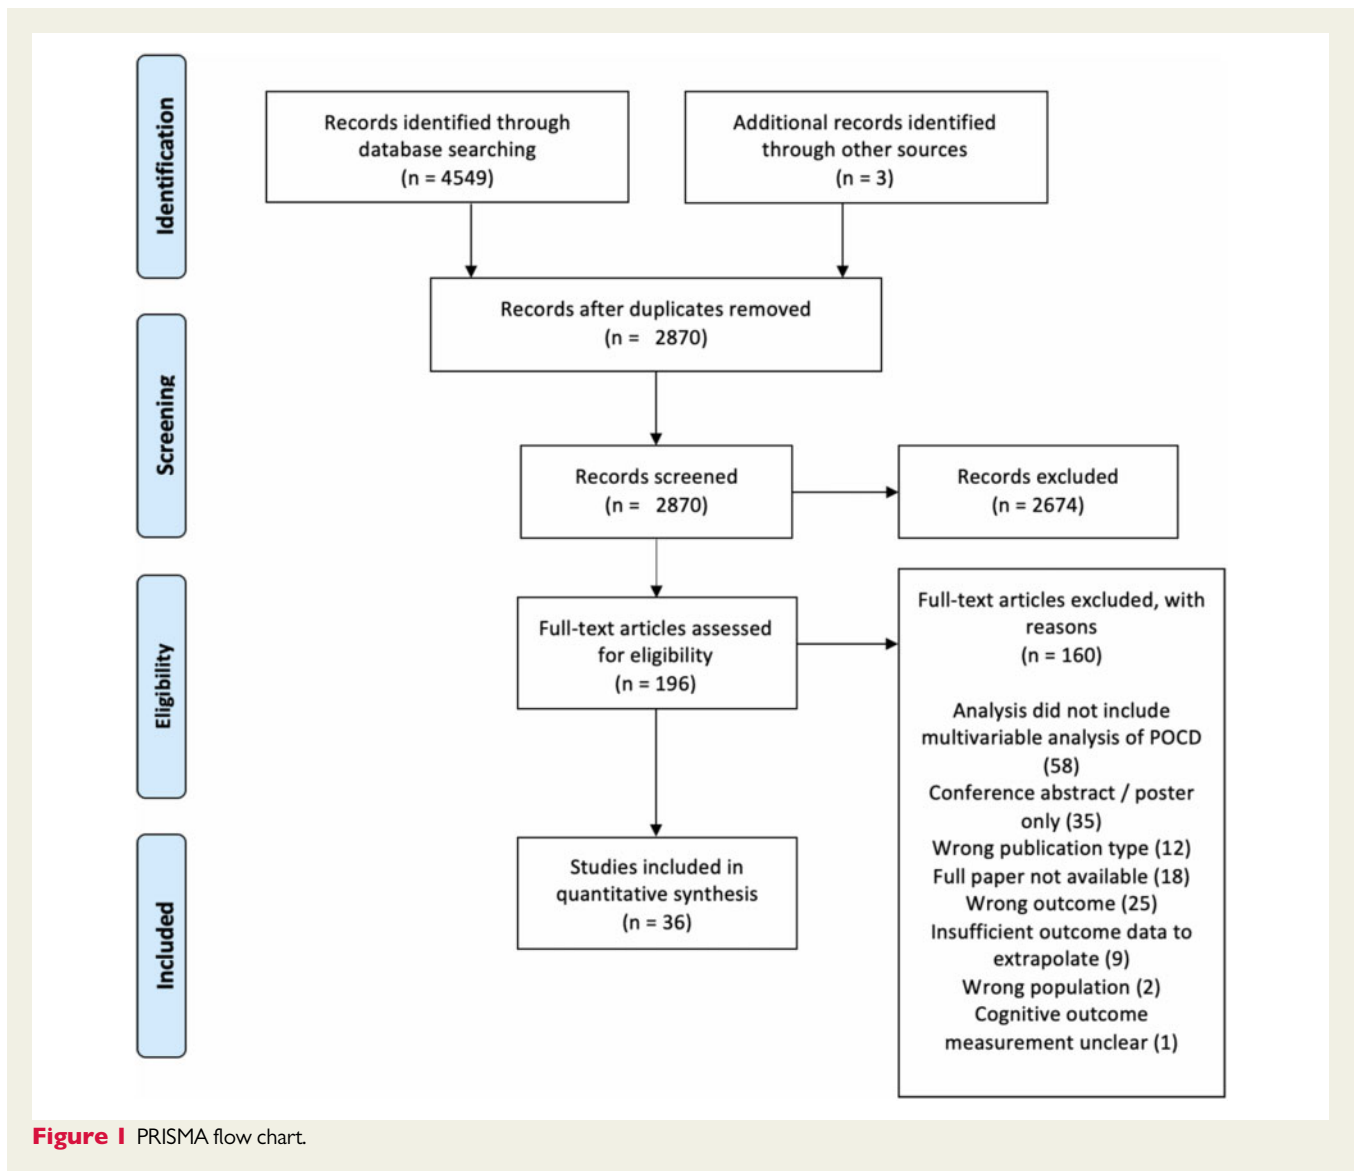 Identification
Records identified through
database searching
(n = 4549)
Additional records identified
through other sources
(n = 3)
Records after duplicates removed
(n = 2870)
Screening
Records screened
(n = 2870)
Records excluded
(n = 2674)
Eligibility
Full-text articles assessed
for eligibility
(n = 196)
Full-text articles excluded, with
reasons
(n = 160)
Analysis did not include
multivariable analysis of POCD
(58)
Conference abstract / poster
only (35)
Wrong publication type (12)
Full paper not available (18)
Wrong outcome (25)
Insufficient outcome data to
extrapolate (9)
Wrong population (2)
Cognitive outcome
measurement unclear (1)
Included
Studies included in
quantitative synthesis
(n = 36)
Figure 1 PRISMA flow chart.